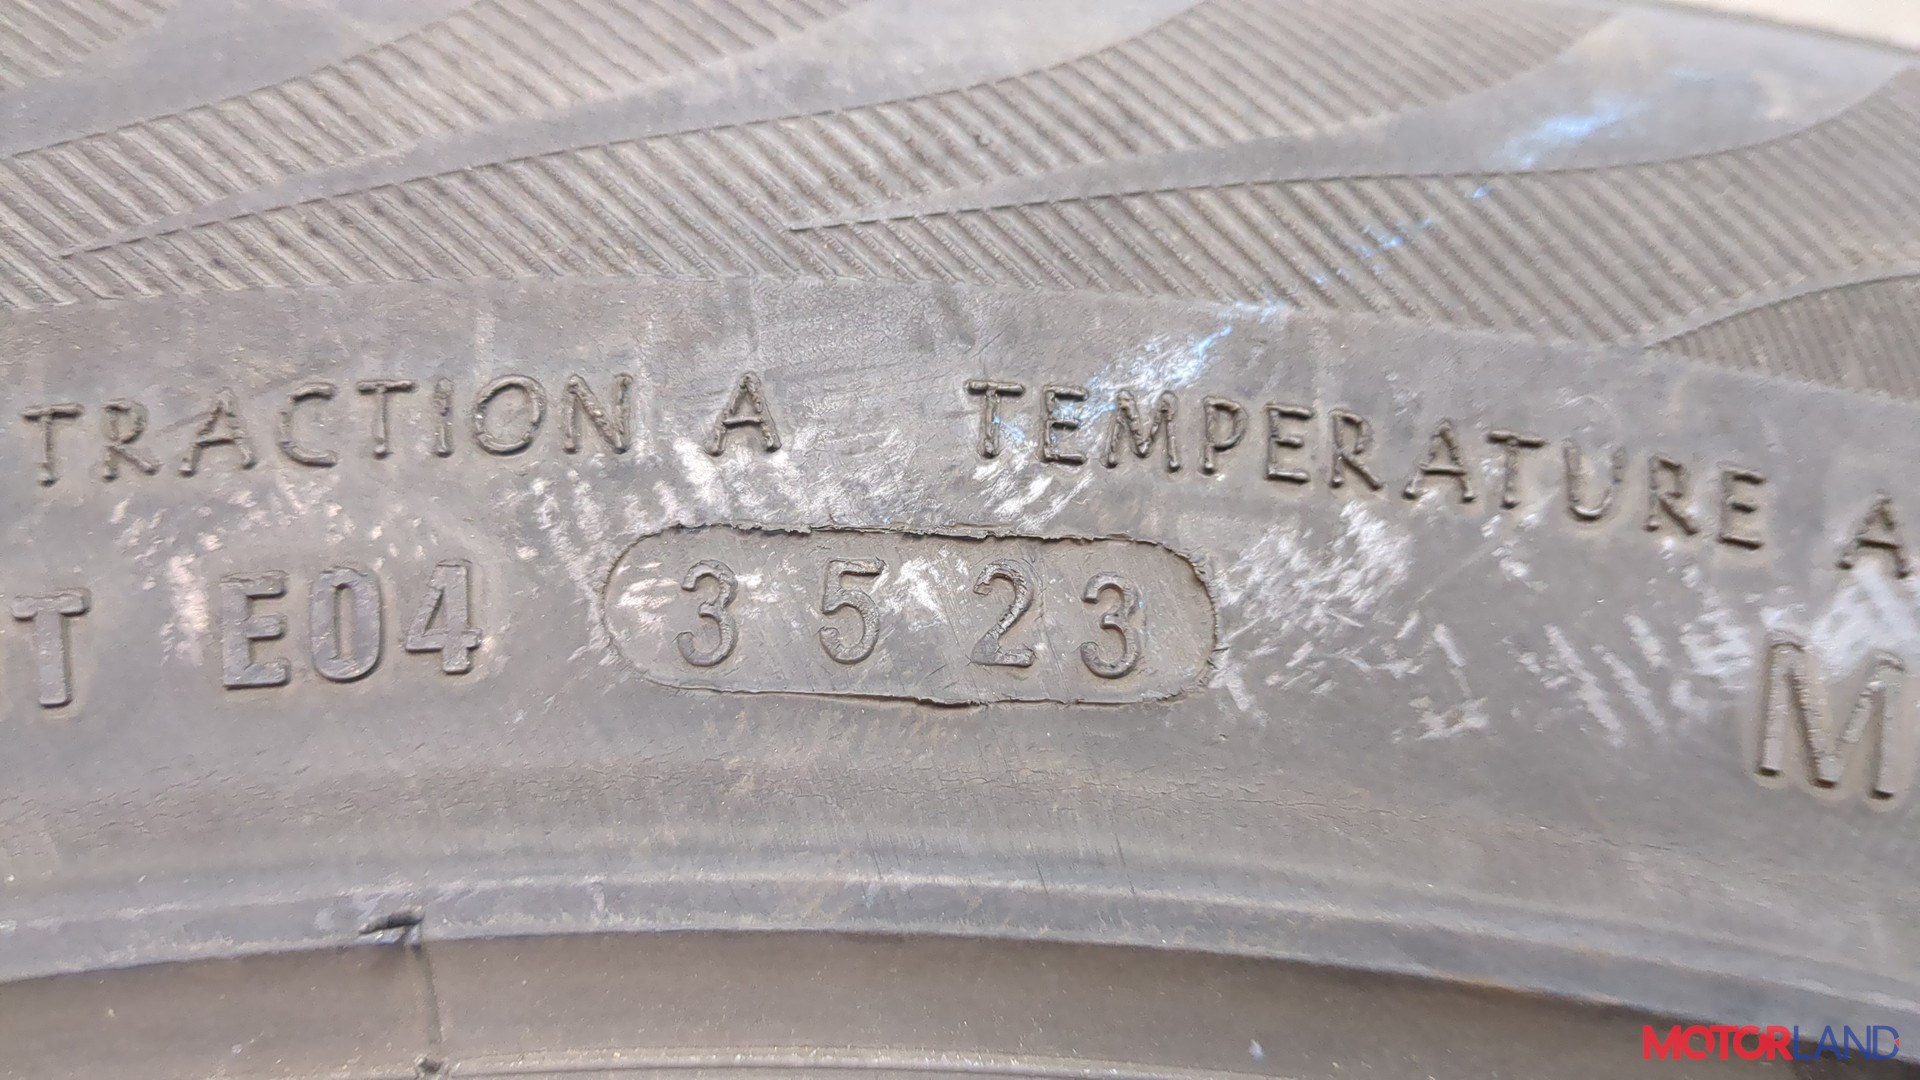 TRACTION A TEMPERATURE A
T E04 3523 M
MOTORLAND